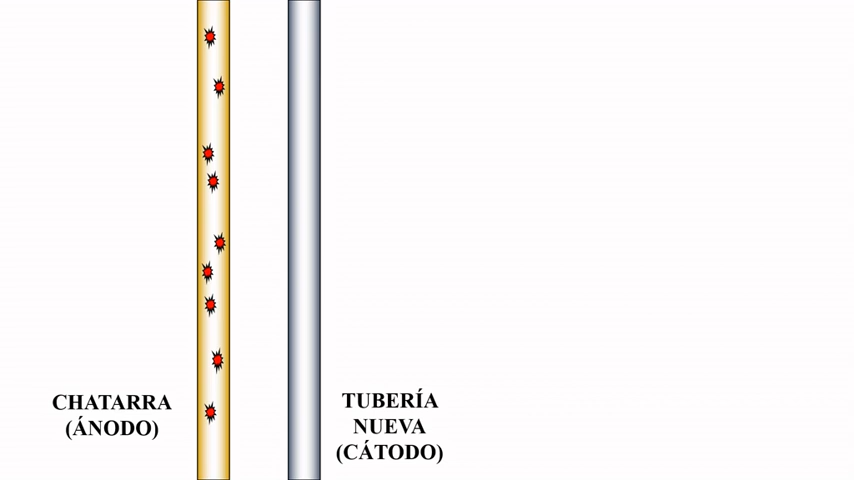 CHATARRA
(ÁNODO)
TUBERÍA
NUEVA
(CÁTODO)